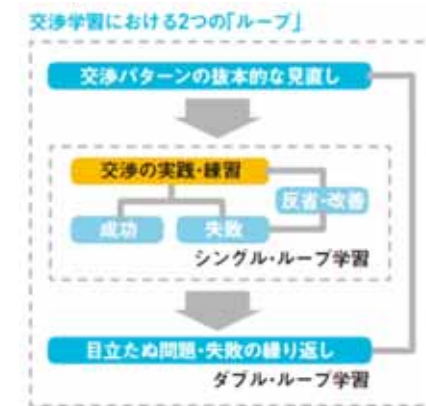 交渉学習における2つの「ループ」
交渉パターンの抜本的な見直し
交渉の実践・練習
反省・改善
成功
失敗
シングル・ループ学習
目立たぬ問題・失敗の繰り返し
ダブル・ループ学習